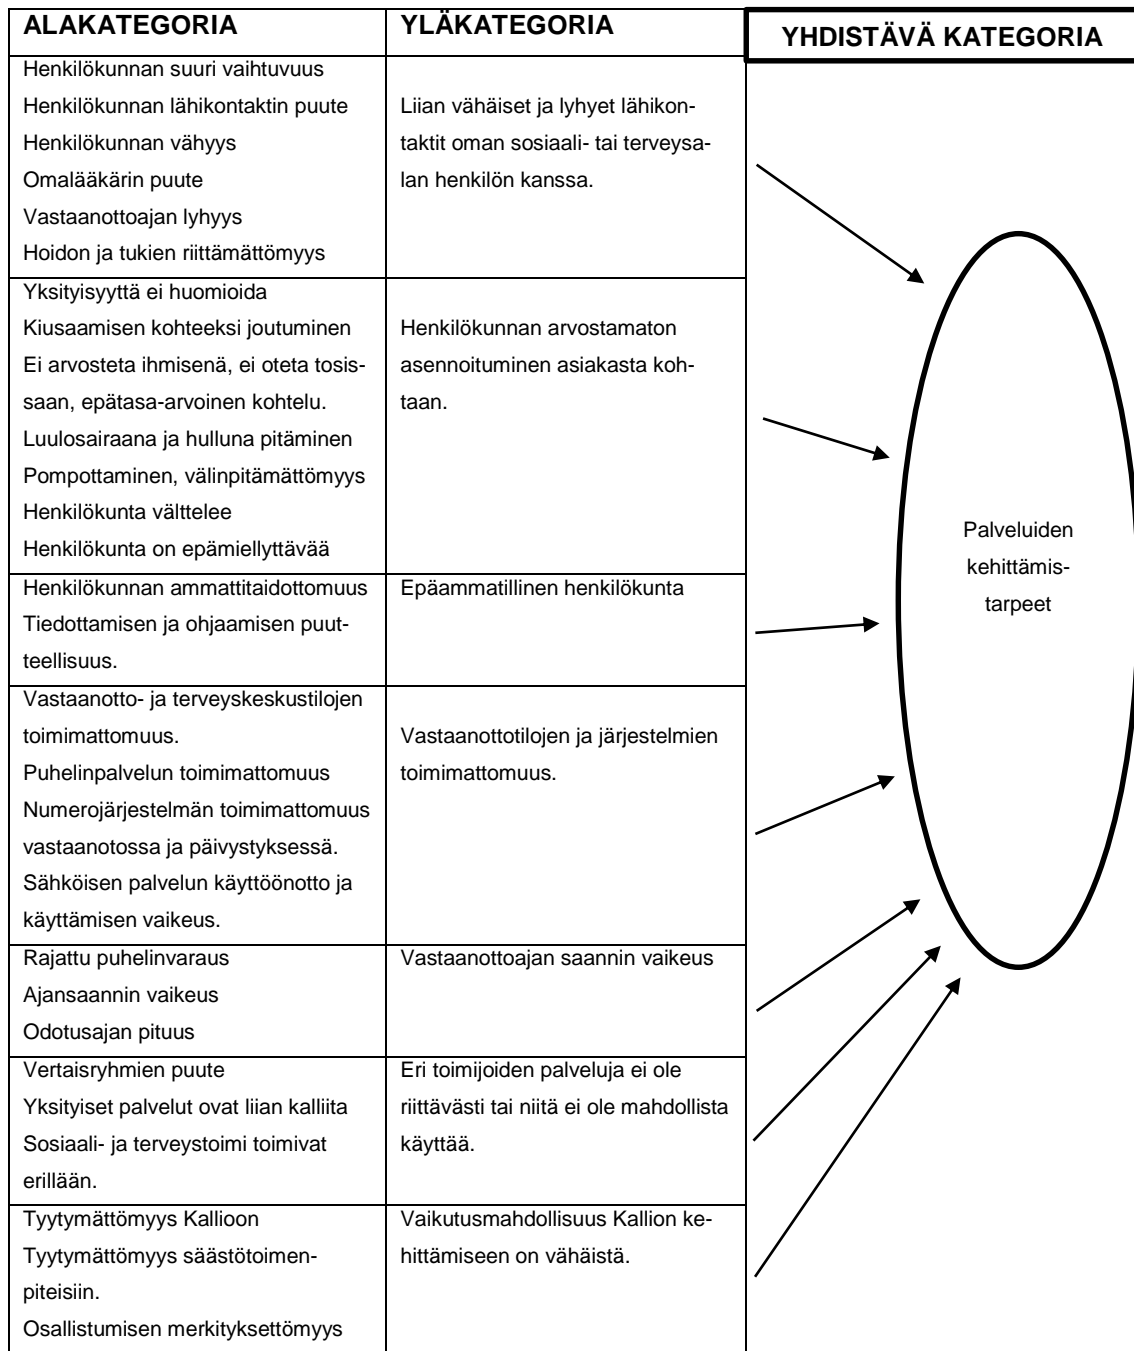 ALAKATEGORIA
YLÄKATEGORIA
YHDISTÄVÄ KATEGORIA
Henkilökunnan suuri vaihtuvuus
Henkilökunnan lähikontaktin puute
Henkilökunnan vähyys
Omalääkärin puute
Vastaanottoajan lyhyys
Hoidon ja tukien riittämättömyys
Liian vähäiset ja lyhyet lähikon-
taktit oman sosiaali- tai terveysa-
lan henkilön kanssa.
Yksityisyyttä ei huomioida
Kiusaamisen kohteeksi joutuminen
Ei arvosteta ihmisenä, ei oteta tosis-
saan, epätasa-arvoinen kohtelu.
Luulosairaana ja hulluna pitäminen
Pompottaminen, välinpitämättömyys
Henkilökunta välttelee
Henkilökunta on epämiellyttävää
Henkilökunnan arvostamaton
asennoituminen asiakasta koh-
taan.
Henkilökunnan ammattitaidottomuus
Tiedottamisen ja ohjaamisen puut-
teellisuus.
Epäammatillinen henkilökunta
Vastaanotto- ja terveyskeskustilojen
toimimattomuus.
Puhelinpalvelun toimimattomuus
Numerojärjestelmän toimimattomuus
vastaanotossa ja päivystyksessä.
Sähköisen palvelun käyttöönotto ja
käyttämisen vaikeus.
Vastaanottotilojen ja järjestelmien
toimimattomuus.
Rajattu puhelinvaraus
Ajansaannin vaikeus
Odotusajan pituus
Vastaanottoajan saannin vaikeus
Vertaisryhmien puute
Yksityiset palvelut ovat liian kalliita
Sosiaali- ja terveystoimi toimivat
erillään.
Eri toimijoiden palveluja ei ole
riittävästi tai niitä ei ole mahdollista
käyttää.
Tyytymättömyys Kallioon
Tyytymättömyys säästötoimen-
piteisiin.
Osallistumisen merkityksettömyys
Vaikutusmahdollisuus Kallion ke-
hittämiseen on vähäistä.
Palveluiden
kehittämis-
tarpeet